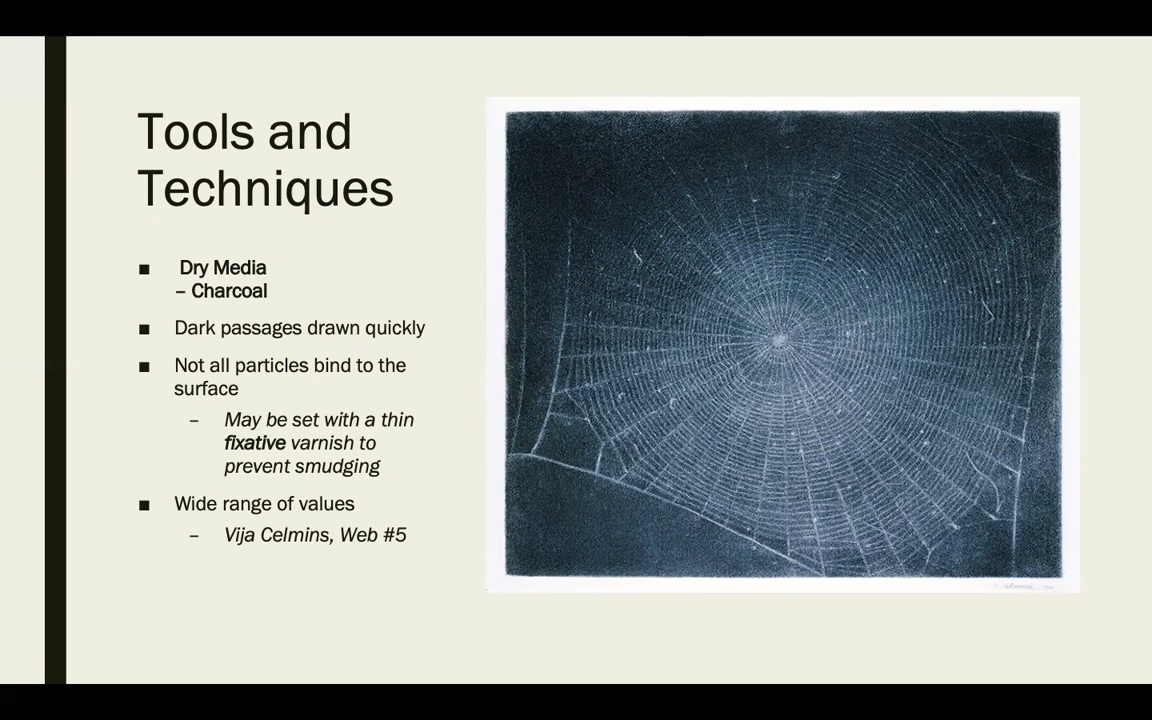 Tools and
Techniques
■ Dry Media
– Charcoal
■ Dark passages drawn quickly
■ Not all particles bind to the
surface
– May be set with a thin
fixative varnish to
prevent smudging
■ Wide range of values
– Vija Celmins, Web #5